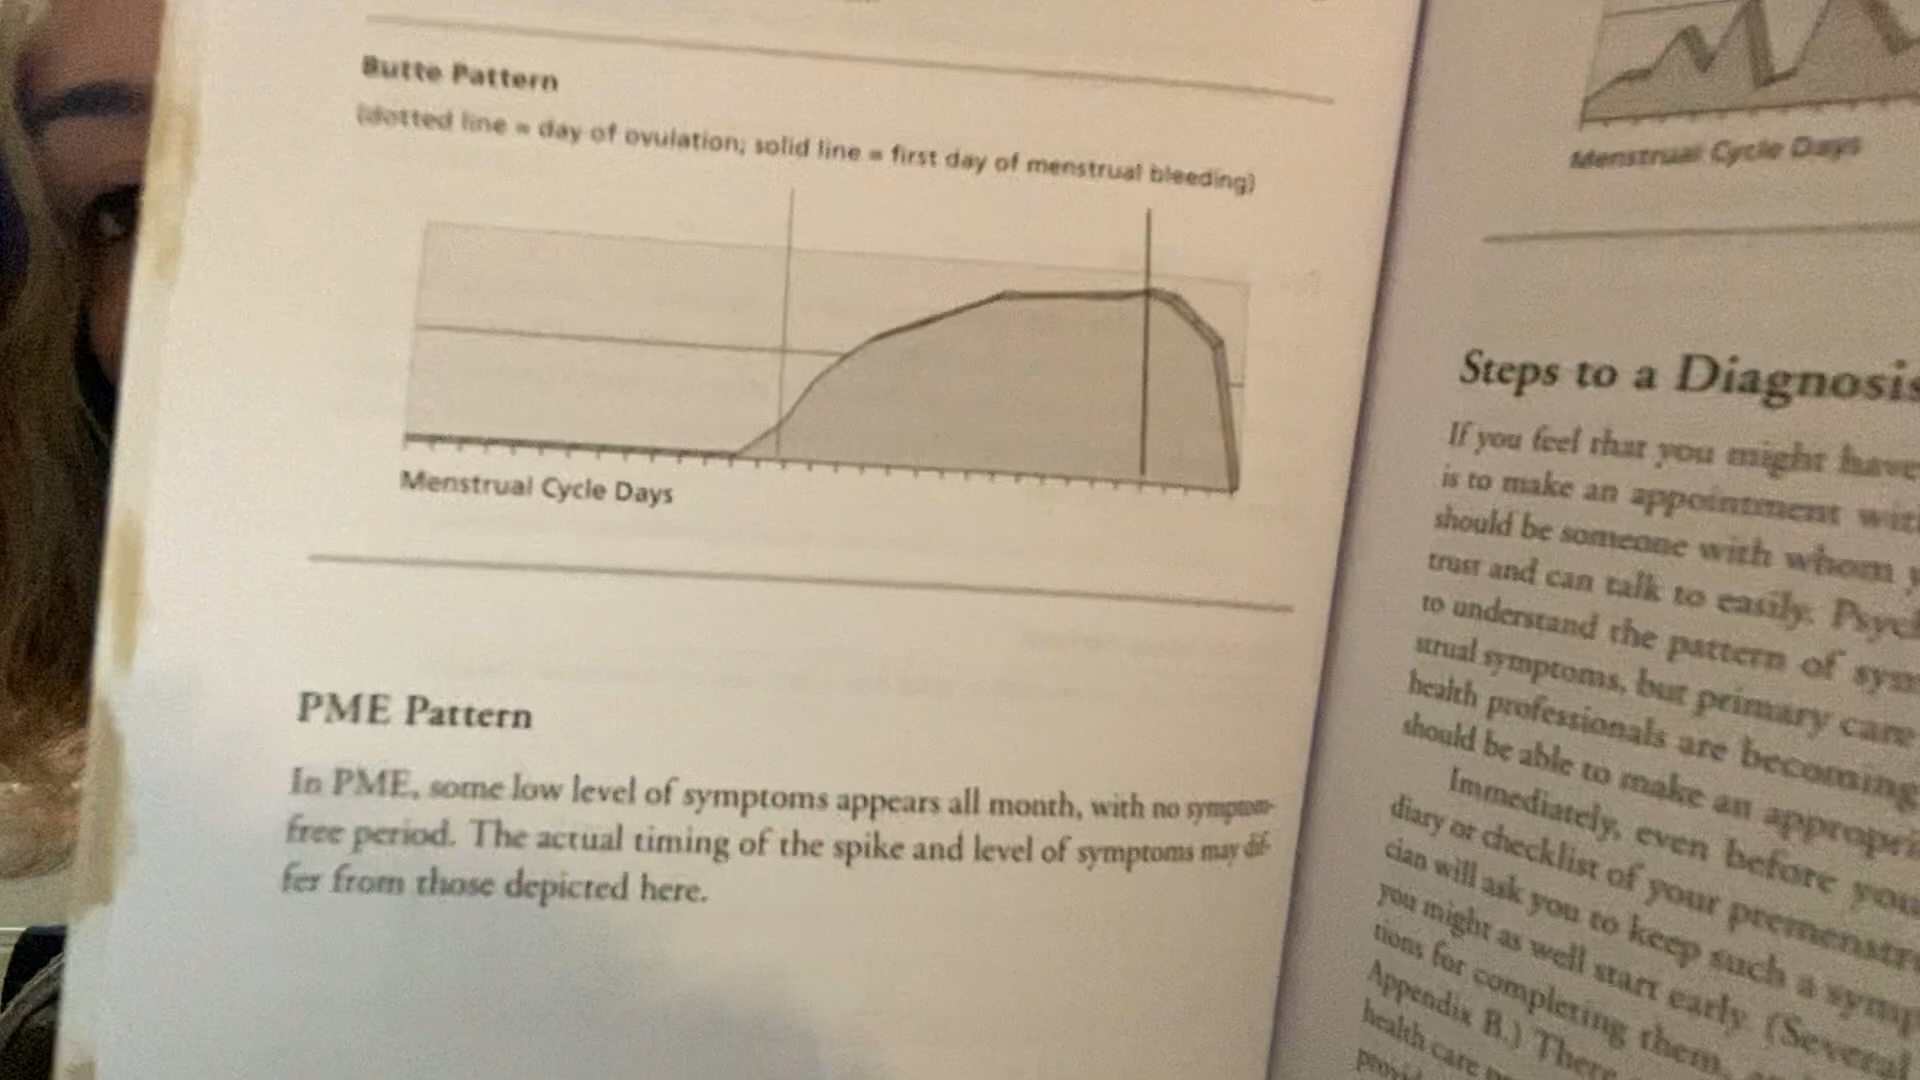 Butte Pattern
(dotted line = day of ovulation; solid line = first day of menstrual bleeding)
Menstrual Cycle Days
PME Pattern
In PME, some low level of symptoms appears all month, with no symptom-
free period. The actual timing of the spike and level of symptoms may dif-
fer from those depicted here.
Menstrual Cycle Days
Steps to a Diagnosis
If you feel that you might have
is to make an appointment
should be someone with whom
trust and can talk to easily.
to understand the pattern of
strual symptoms, but primary care
health professionals are becoming
should be able to make an
Immediately, even before you
diary or checklist of your
cian will ask you to keep such a
you might as well start early. (Several
tions for completing them,
Appendix B.) There
health care